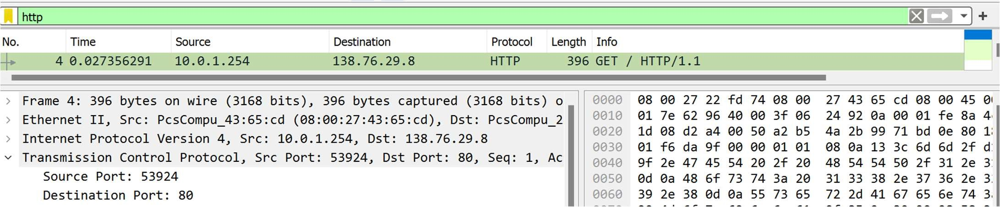 http
No. Time Source Destination Protocol Length Info
4 0.027356291 10.0.1.254 138.76.29.8 HTTP 396 GET / HTTP/1.1
Frame 4: 396 bytes on wire (3168 bits), 396 bytes captured (3168 bits) o
Ethernet II, Src: PcsCompu_43:65:cd (08:00:27:43:65:cd), Dst: PcsCompu_2
Internet Protocol Version 4, Src: 10.0.1.254, Dst: 138.76.29.8
Transmission Control Protocol, Src Port: 53924, Dst Port: 80, Seq: 1, Ac
Source Port: 53924
Destination Port: 80
0000 08 00 27 22 fd 74 08 00 27 43 65 cd 08 00 45 00
0010 01 7e 62 96 40 00 3f 06 24 92 0a 00 01 fe 8a 4c
0020 1d 08 d2 a4 00 50 a2 b5 4a 2b 99 71 bd 0e 80 18
0030 01 f6 da 9f 00 00 01 01 08 0a 13 3c 6d 6d 2f d
0040 9f 2e 47 45 54 20 2f 20 48 54 54 50 2f 31 2e 3
0050 0d 0a 48 6f 73 74 3a 20 31 33 38 2e 37 36 2e 3
0060 39 2e 38 0d 0a 55 73 65 72 2d 41 67 65 6e 74 3